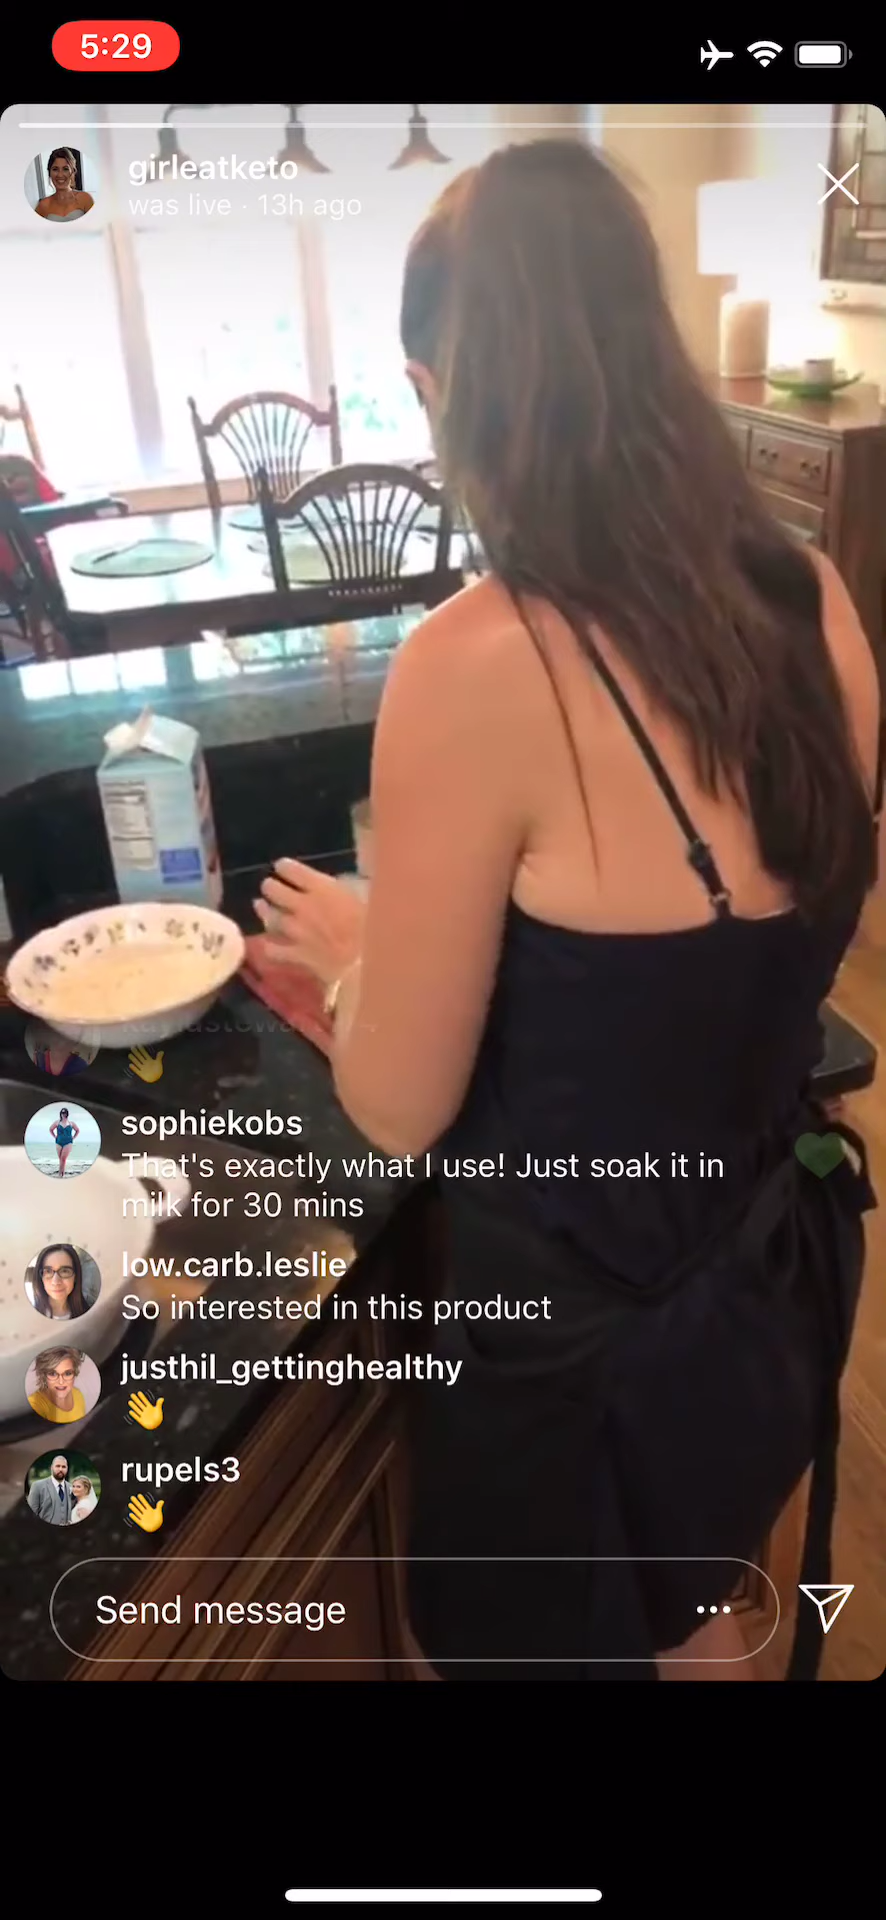 5:29
girleatketo
was live · 13h ago
👋
sophiekobs
That's exactly what I use! Just soak it in
milk for 30 mins
low.carb.leslie
So interested in this product
justhil_gettinghealthy
👋
rupels3
👋
Send message